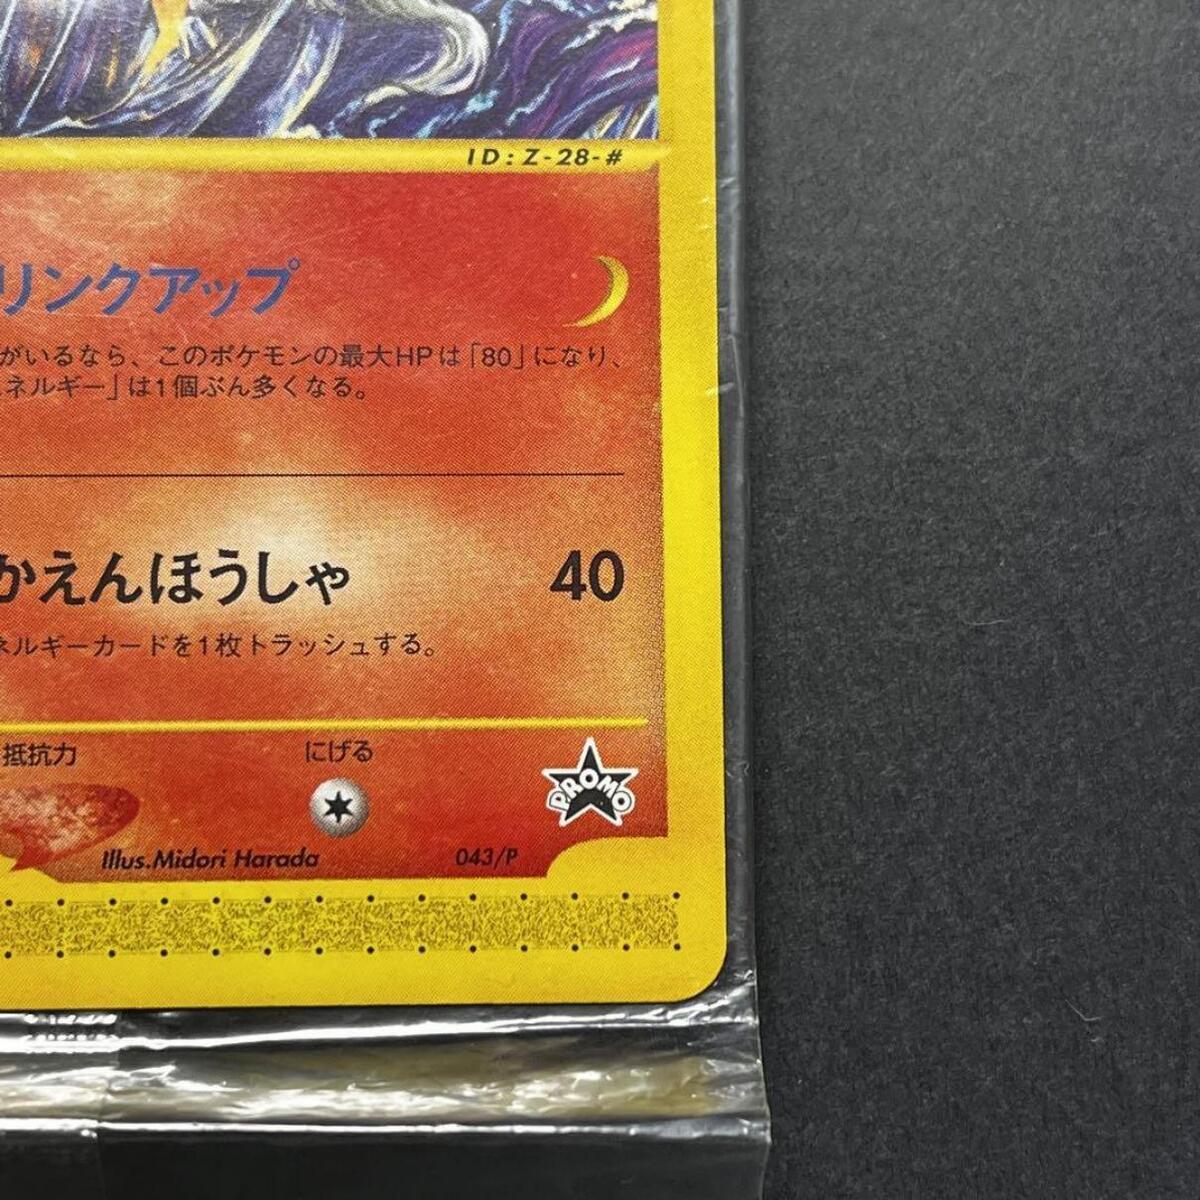 ID: Z-28-#
リンクアップ
がいるなら、このポケモンの最大HPは「80」になり、
ネルギー」は1個ぶん多くなる。
かえんほうしゃ 40
ネルギーカードを1枚トラッシュする。
抵抗力 にげる
PROMO
Illus.Midori Harada 043/P